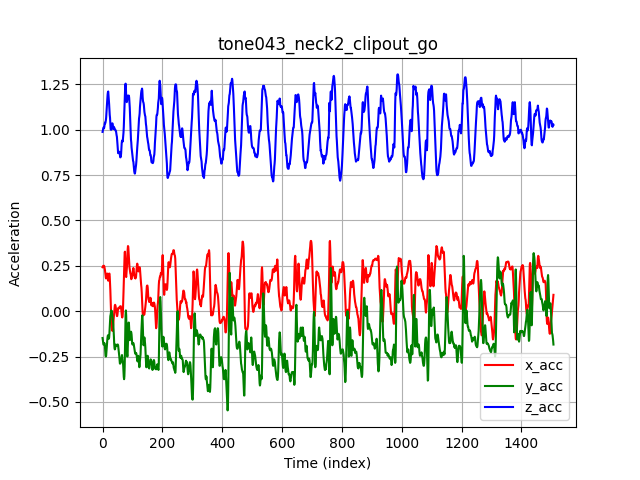 tone043_neck2_clipout_go
1.25
1.00
0.75
0.50
0.25
0.00
−0.25
−0.50
Acceleration
x_acc
y_acc
z_acc
0 200 400 600 800 1000 1200 1400
Time (index)